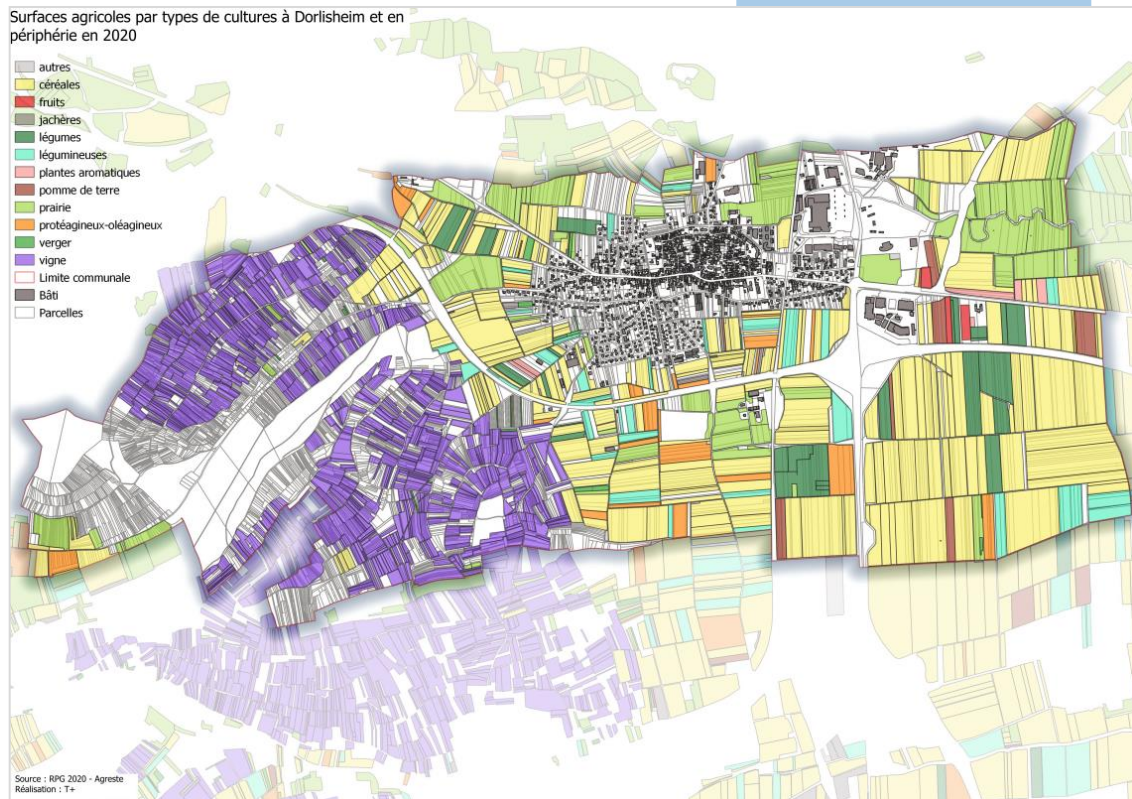 Surfaces agricoles par types de cultures à Dorlisheim et en
périphérie en 2020
autres
céréales
fruits
jachères
légumes
légumineuses
plantes aromatiques
pomme de terre
prairie
protéagineux-oléagineux
verger
vigne
Limite communale
Bâti
Parcelles
Source : RPG 2020 - Agreste
Réalisation : T+